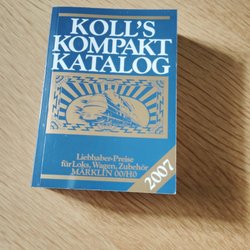 KOLL'S
KOMPAKT
KATALOG
Liebhaber-Preise
für Loks, Wagen, Zubehör
MÄRKLIN 00/H0
2007